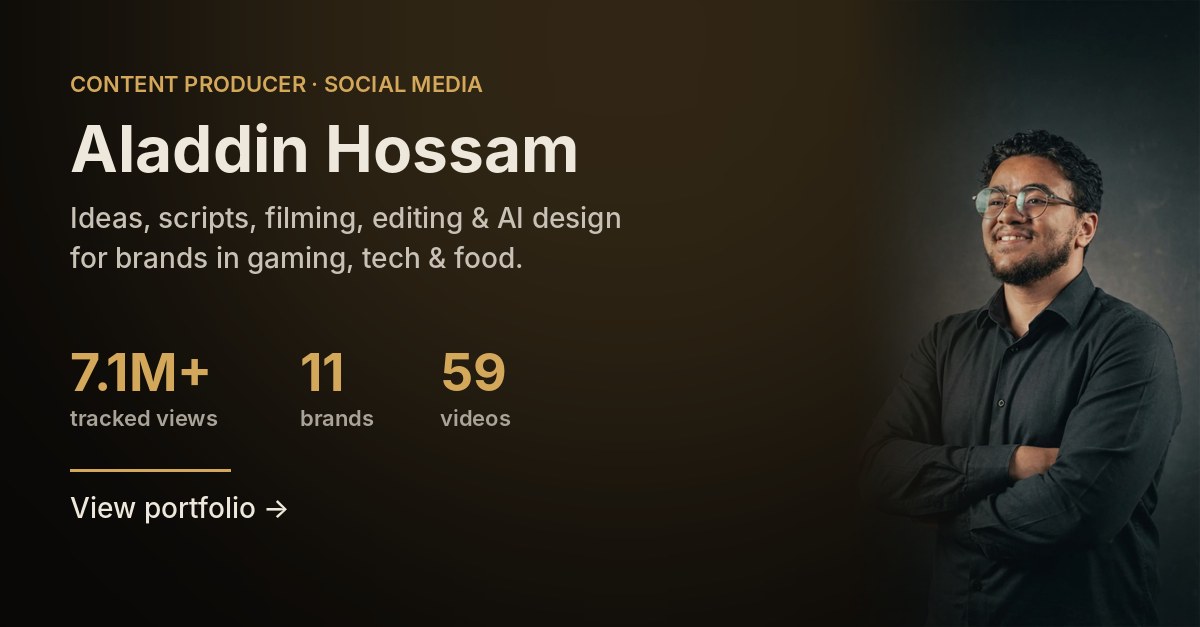 CONTENT PRODUCER · SOCIAL MEDIA
Aladdin Hossam
Ideas, scripts, filming, editing & AI design
for brands in gaming, tech & food.
7.1M+ 11 59
tracked views brands videos
View portfolio →